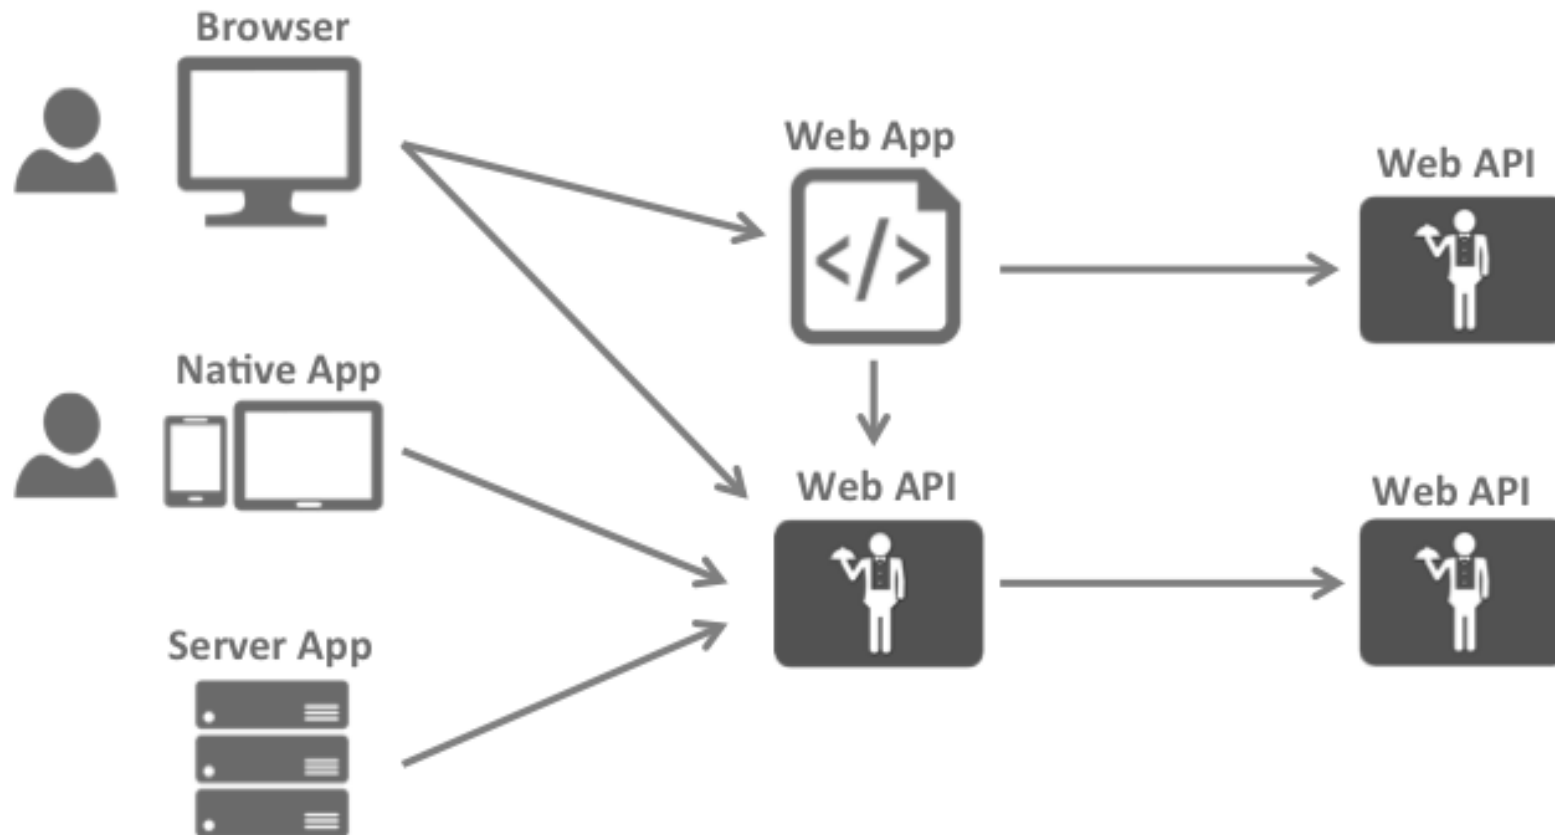 Browser
Web App
Web API
Native App
Web API
Web API
Server App